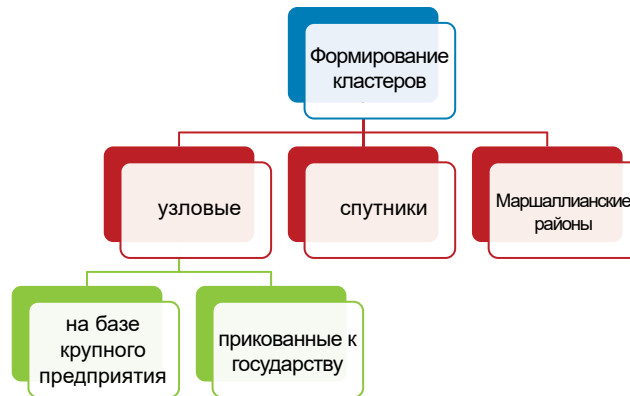 Формирование
кластеров
узловые
спутники
Маршаллианские
районы
на базе
крупного
предприятия
прикованные к
государству